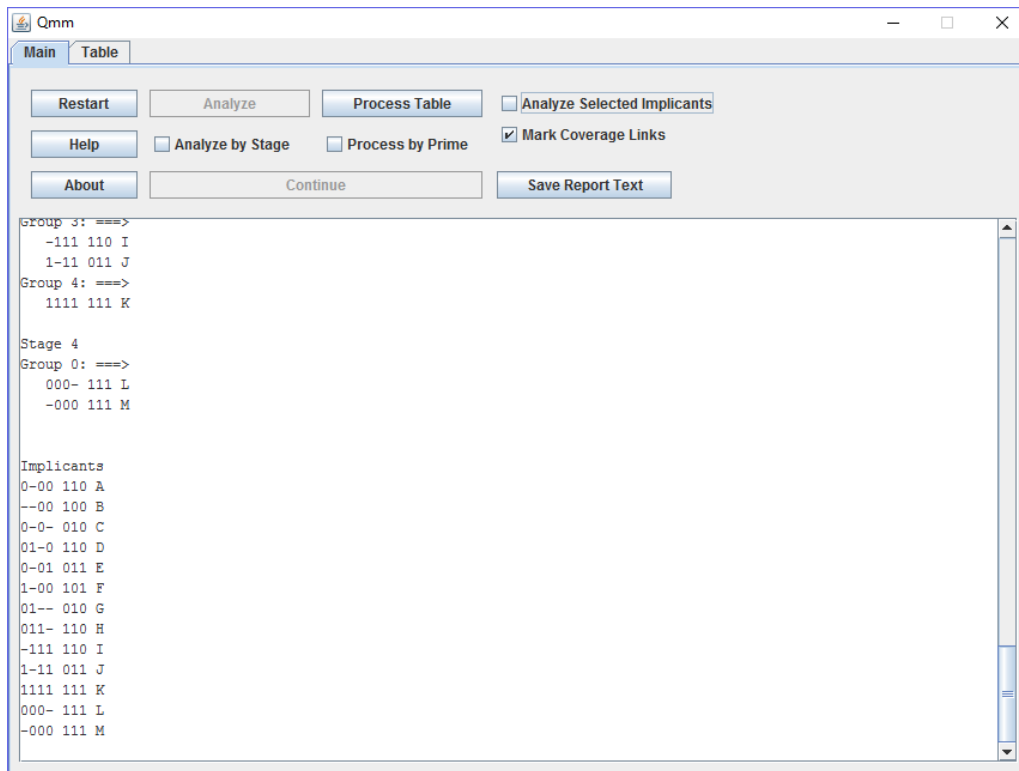 Qmm
Main Table
Restart Analyze Process Table Analyze Selected Implicants
Help Analyze by Stage Process by Prime Mark Coverage Links
About Continue Save Report Text
Group 3: ===>
-111 110 I
1-11 011 J
Group 4: ===>
1111 111 K
Stage 4
Group 0: ===>
000- 111 L
-000 111 M
Implicants
0-00 110 A
--00 100 B
0-0- 010 C
01-0 110 D
0-01 011 E
1-00 101 F
01-- 010 G
011- 110 H
-111 110 I
1-11 011 J
1111 111 K
000- 111 L
-000 111 M